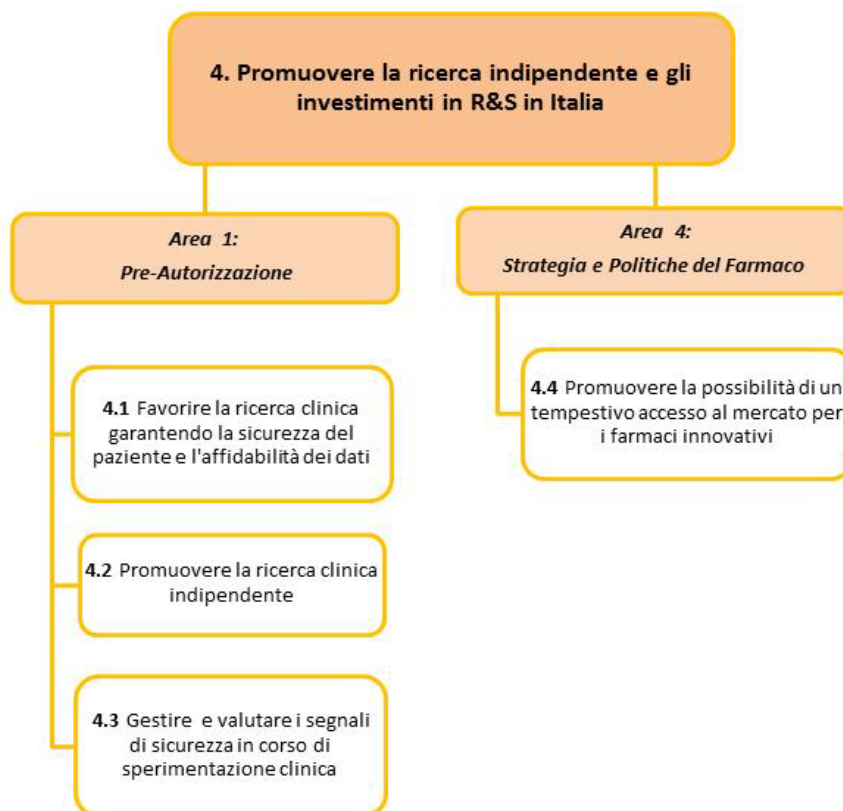 4. Promuovere la ricerca indipendente e gli
investimenti in R&S in Italia
Area 1:
Pre-Autorizzazione
4.1 Favorire la ricerca clinica
garantendo la sicurezza del
paziente e l'affidabilità dei dati
4.2 Promuovere la ricerca clinica
indipendente
4.3 Gestire e valutare i segnali
di sicurezza in corso di
sperimentazione clinica
Area 4:
Strategia e Politiche del Farmaco
4.4 Promuovere la possibilità di un
tempestivo accesso al mercato per
i farmaci innovativi